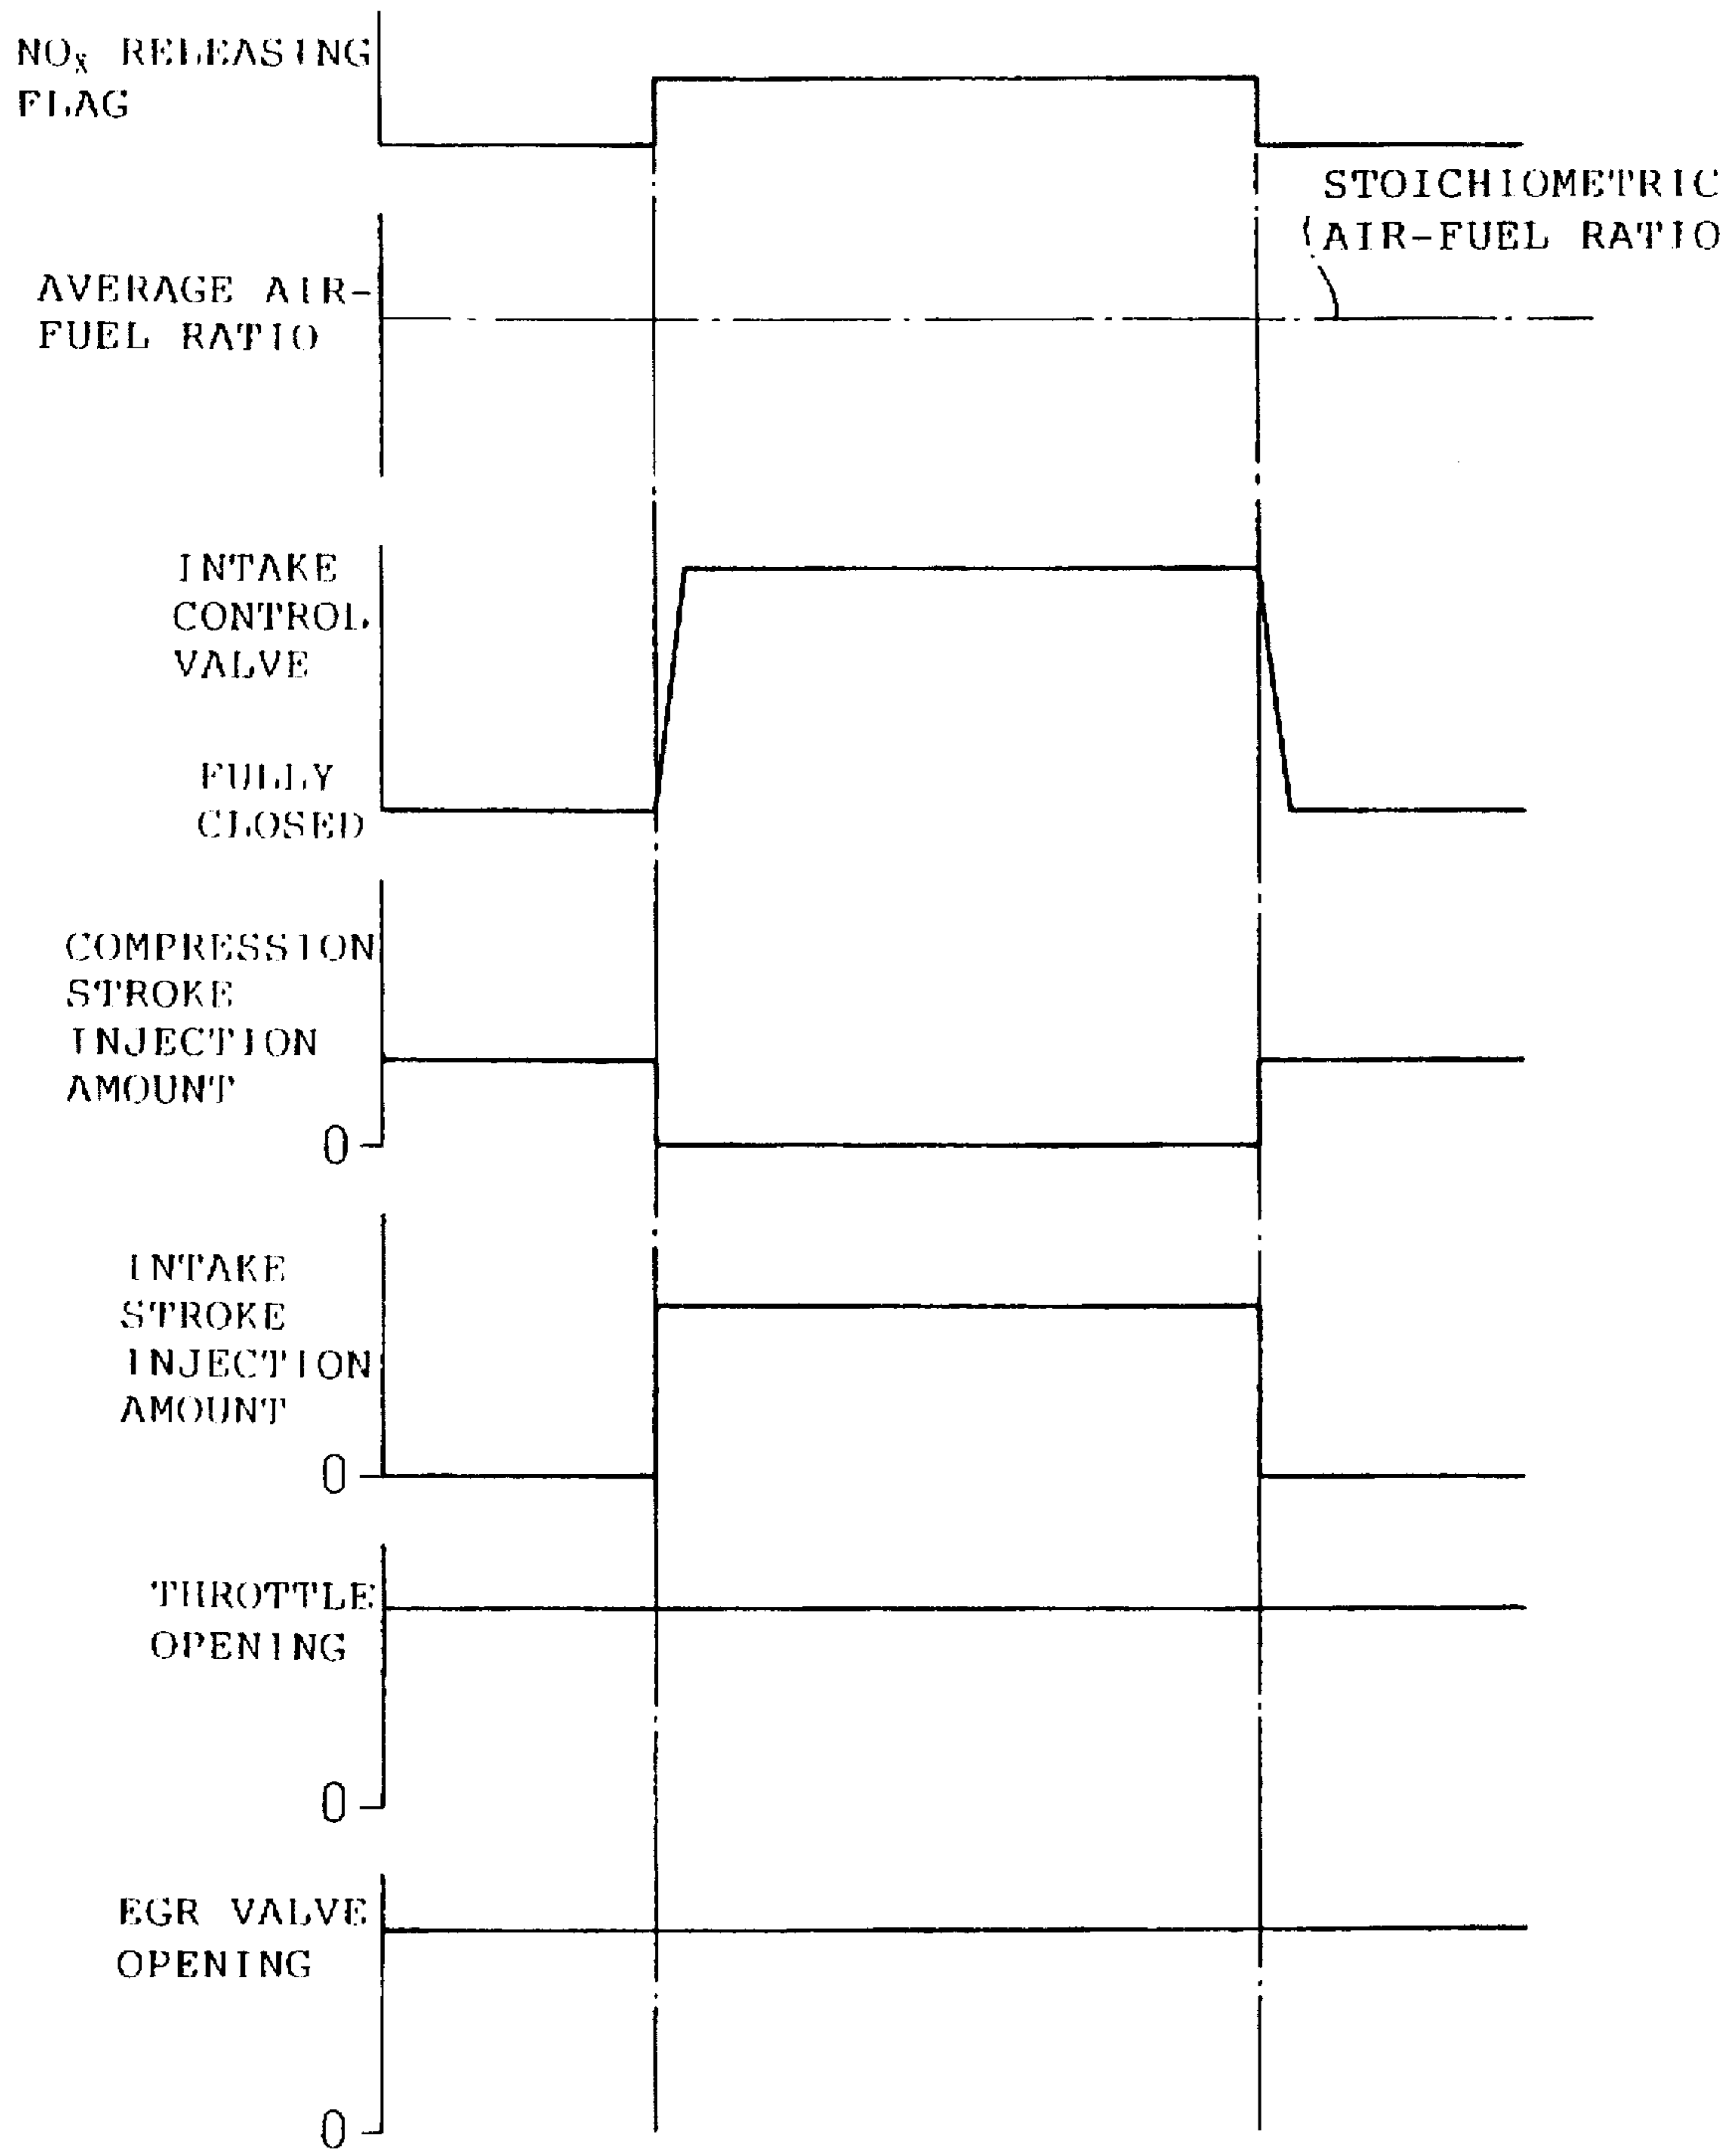 NOx RELEASING
FLAG
STOICHIOMETRIC
AIR-FUEL RATIO
AVERAGE AIR-
FUEL RATIO
INTAKE
CONTROL
VALVE
FULLY
CLOSED
COMPRESSION
STROKE
INJECTION
AMOUNT
0
INTAKE
STROKE
INJECTION
AMOUNT
0
THROTTLE
OPENING
0
EGR VALVE
OPENING
0